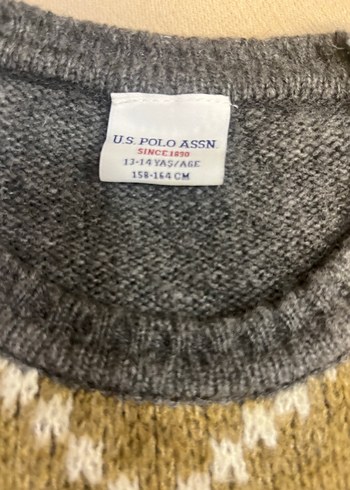 U.S. POLO ASSN.
SINCE 1890
13-14 YAŞ/AGE
158-164 CM